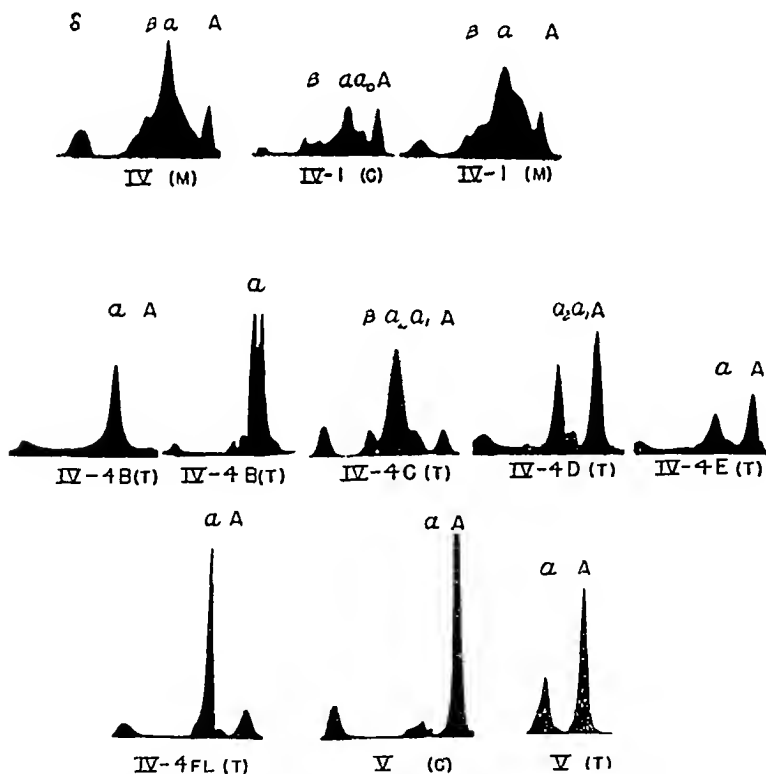 δ β α A
β α α₀ A
β α A
IV (M)
IV-1 (C)
IV-1 (M)
α A
α
β α₂ α₁ A
α₂ α₁ A
α A
IV-4B(T)
IV-4B(T)
IV-4C(T)
IV-4D(T)
IV-4E(T)
α A
α A
α A
IV-4FL(T)
V (C)
V (T)